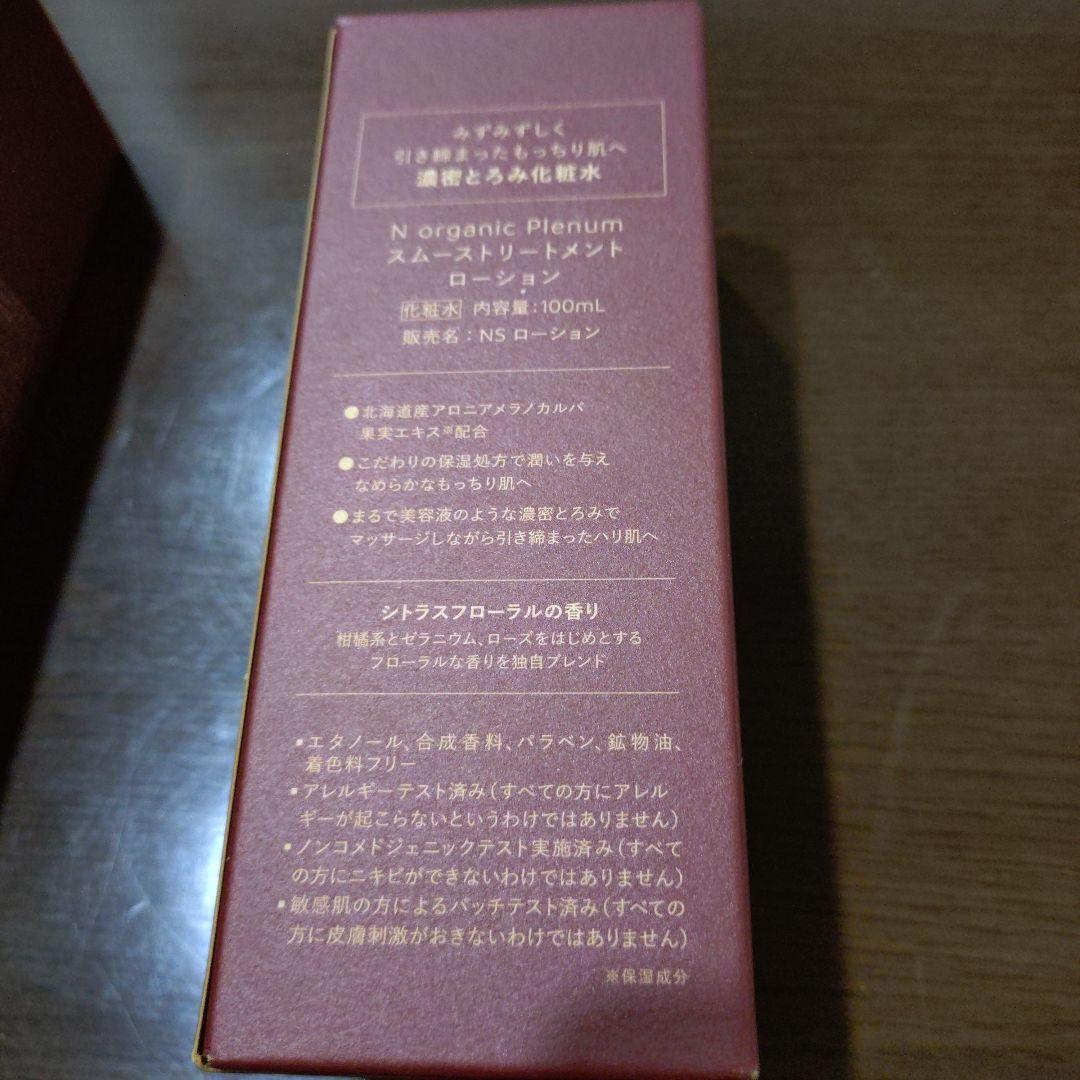 みずみずしく
引き締まったもっちり肌へ
濃密とろみ化粧水
N organic Plenum
スムーストリートメント
ローション
化粧水 内容量:100mL
販売名:NS ローション
●北海道産アロニアメラノカルパ
果実エキス※配合
●こだわりの保湿処方で潤いを与え
なめらかなもっちり肌へ
●まるで美容液のような濃密とろみで
マッサージしながら引き締まったハリ肌へ
シトラスフローラルの香り
柑橘系とゼラニウム、ローズをはじめとする
フローラルな香りを独自ブレンド
•エタノール、合成香料、パラベン、鉱物油、
着色料フリー
•アレルギーテスト済み(すべての方にアレル
ギーが起こらないというわけではありません)
•ノンコメドジェニックテスト実施済み(すべて
の方にニキビができないわけではありません)
•敏感肌の方によるパッチテスト済み(すべての
方に皮膚刺激がおきないわけではありません)
※保湿成分